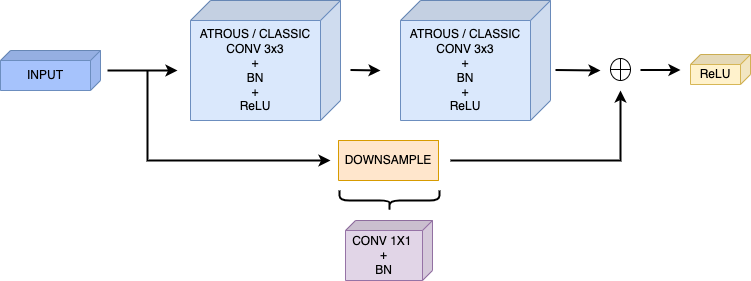 INPUT
ATROUS / CLASSIC
CONV 3x3
+
BN
+
ReLU
ATROUS / CLASSIC
CONV 3x3
+
BN
+
ReLU
ReLU
DOWNSAMPLE
CONV 1X1
+
BN